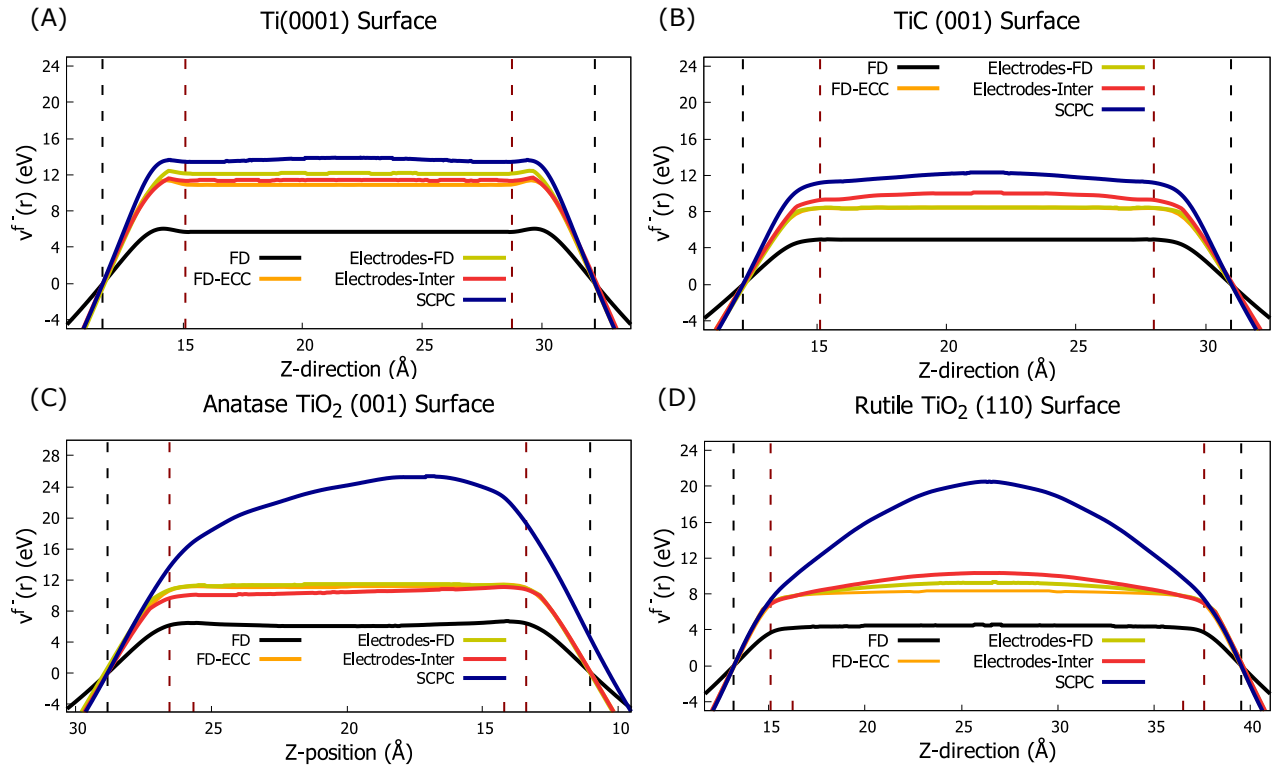 (A)
Ti(0001) Surface
24
20
16
12
8
4
0
-4
v^f-(r) (eV)
FD
Electrodes-FD
FD-ECC
Electrodes-Inter
SCPC
15
20
25
30
Z-direction (Å)
(B)
TiC (001) Surface
24
20
16
12
8
4
0
-4
v^f-(r) (eV)
FD
Electrodes-FD
FD-ECC
Electrodes-Inter
SCPC
15
20
25
30
Z-direction (Å)
(C)
Anatase TiO₂ (001) Surface
28
24
20
16
12
8
4
0
-4
v^f-(r) (eV)
FD
Electrodes-FD
FD-ECC
Electrodes-Inter
SCPC
30
25
20
15
10
Z-position (Å)
(D)
Rutile TiO₂ (110) Surface
24
20
16
12
8
4
0
-4
v^f-(r) (eV)
FD
Electrodes-FD
FD-ECC
Electrodes-Inter
SCPC
15
20
25
30
35
40
Z-direction (Å)